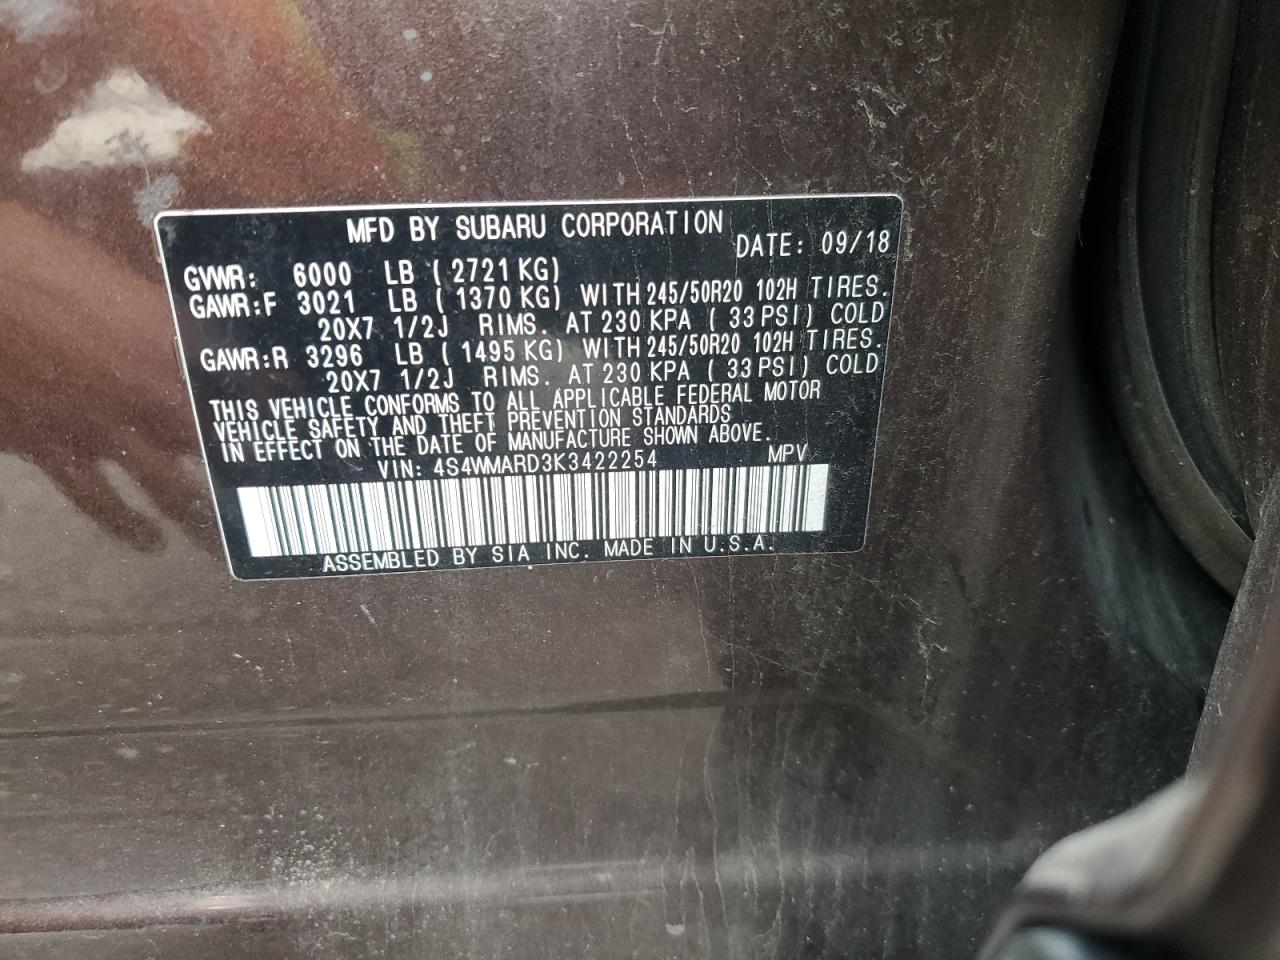 MFD BY SUBARU CORPORATION
DATE: 09/18
GVWR: 6000 LB ( 2721 KG)
GAWR:F 3021 LB ( 1370 KG) WITH 245/50R20 102H TIRES.
20X7 1/2J RIMS. AT 230 KPA ( 33 PSI) COLD
GAWR:R 3296 LB ( 1495 KG) WITH 245/50R20 102H TIRES.
20X7 1/2J RIMS. AT 230 KPA ( 33 PSI) COLD
THIS VEHICLE CONFORMS TO ALL APPLICABLE FEDERAL MOTOR
VEHICLE SAFETY AND THEFT PREVENTION STANDARDS
IN EFFECT ON THE DATE OF MANUFACTURE SHOWN ABOVE.
VIN: 4S4WMARD3K3422254 MPV
ASSEMBLED BY SIA INC. MADE IN U.S.A.